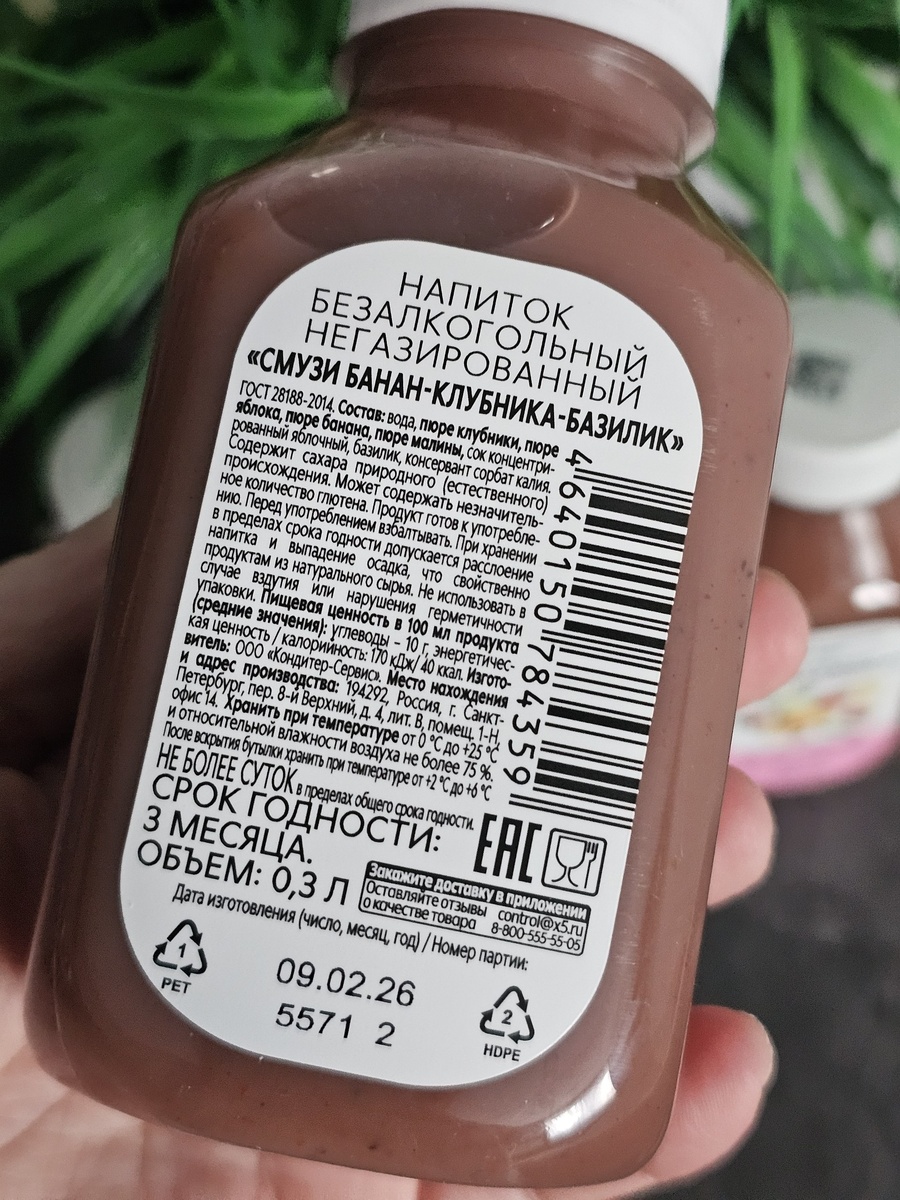 НАПИТОК
БЕЗАЛКОГОЛЬНЫЙ
НЕГАЗИРОВАННЫЙ
«СМУЗИ БАНАН-КЛУБНИКА-БАЗИЛИК»
ГОСТ 28188-2014. Состав: вода, пюре клубники, пюре
яблока, пюре банана, пюре малины, сок концентри-
рованный яблочный, базилик, консервант сорбат калия.
Содержит сахара природного (естественного)
происхождения. Может содержать незначитель-
ное количество глютена. Продукт готов к употребле-
нию. Перед употреблением взбалтывать. При хранении
в пределах срока годности допускается расслоение
напитка и выпадение осадка, что свойственно
продуктам из натурального сырья. Не использовать в
случае вздутия или нарушения герметичности
упаковки. Пищевая ценность в 100 мл продукта
(средние значения): углеводы – 10 г, энергетичес-
кая ценность / калорийность: 170 кДж/ 40 ккал. Изгото-
витель: ООО «Кондитер-Сервис». Место нахождения
и адрес производства: 194292, Россия, г. Санкт-
Петербург, пер. 8-й Верхний, д. 4, лит. В, помещ. 1-Н,
офис 14. Хранить при температуре от 0 °С до +25 °С
и относительной влажности воздуха не более 75 %.
После вскрытия бутылки хранить при температуре от +2 °С до +6 °С
НЕ БОЛЕЕ СУТОК в пределах общего срока годности.
СРОК ГОДНОСТИ:
3 МЕСЯЦА.
ОБЪЕМ: 0,3 Л
4 640150 784359
EAC
Закажите доставку в приложении
Оставляйте отзывы control@x5.ru
о качестве товара 8-800-555-55-05
Дата изготовления (число, месяц, год) / Номер партии:
09.02.26
5571 2
1
PET
2
HDPE